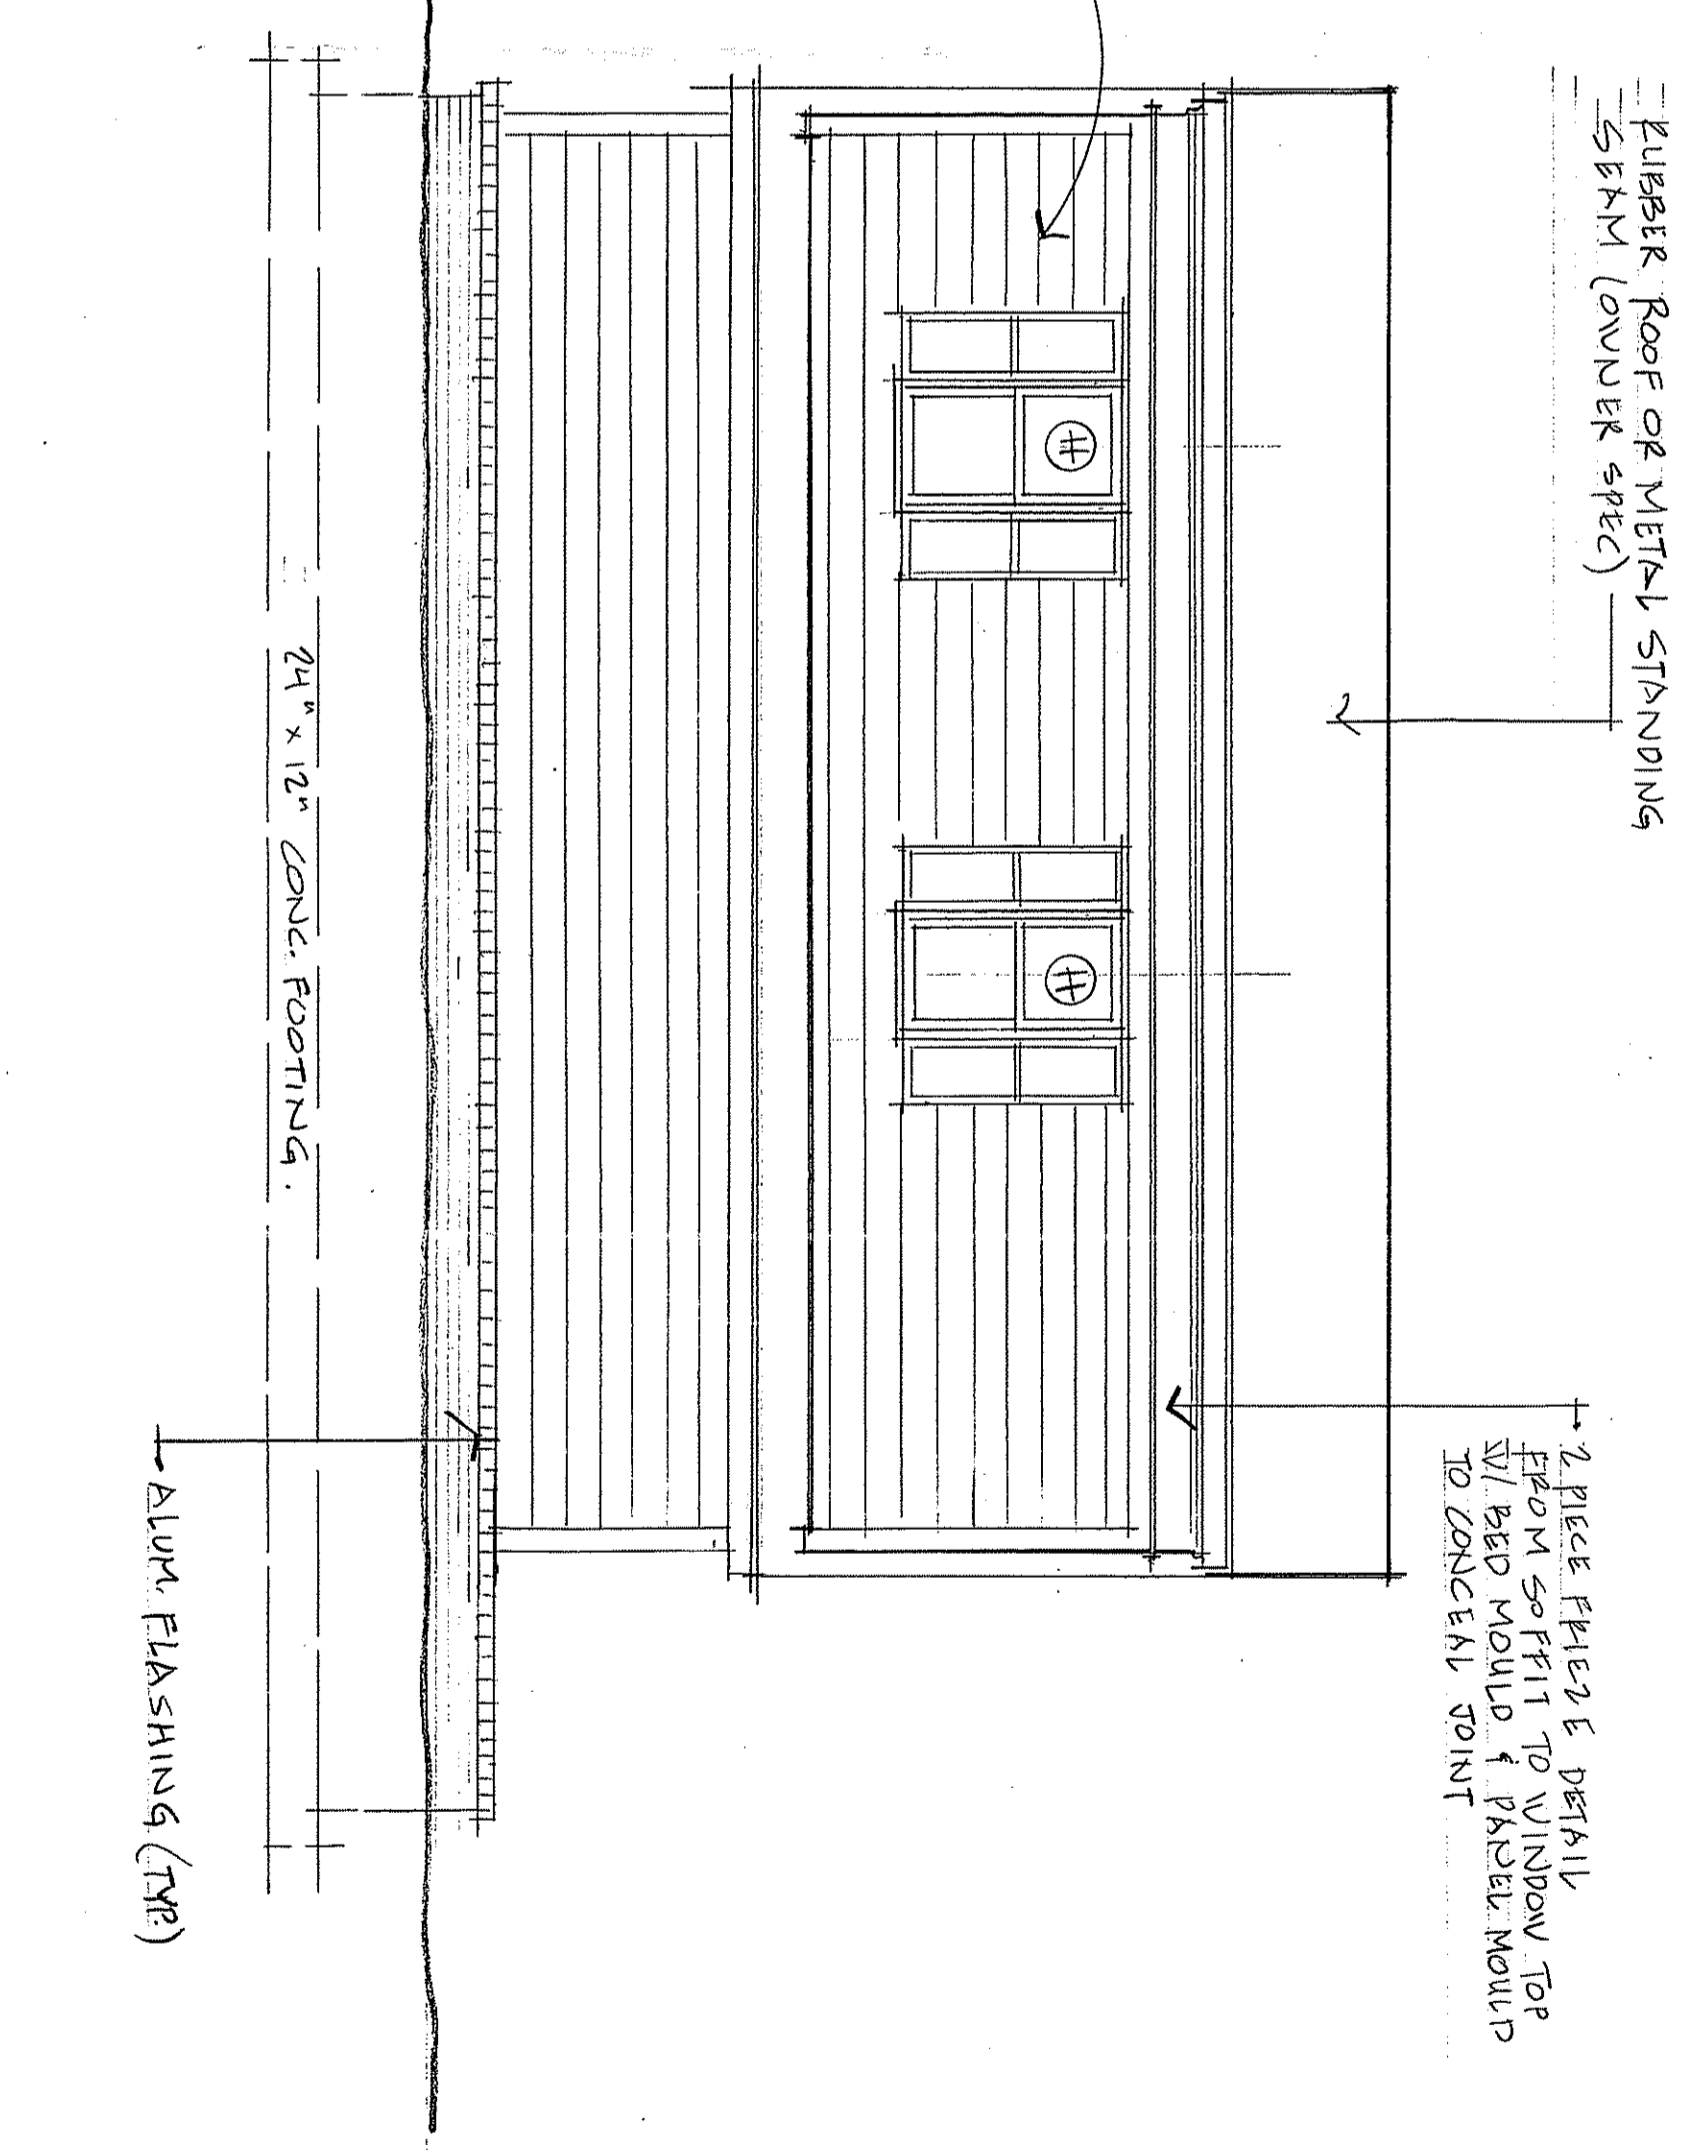 RUBBER ROOF OR METAL STANDING
SEAM (OWNER SPEC)
2 PIECE FRIEZE DETAIL
FROM SOFFIT TO WINDOW TOP
W/ BED MOULD & PANEL MOULD
TO CONCEAL JOINT
H
H
24" x 12" CONC. FOOTING.
ALUM. FLASHING (TYP.)